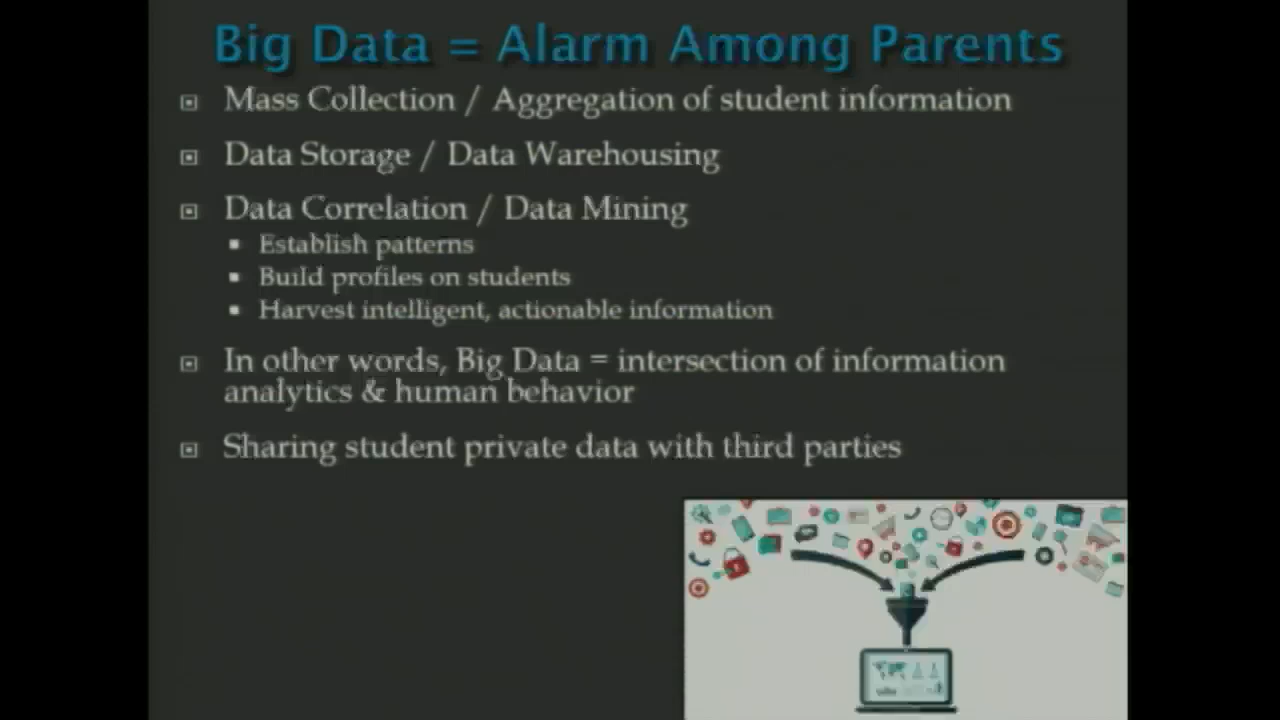 Big Data = Alarm Among Parents
Mass Collection / Aggregation of student information
Data Storage / Data Warehousing
Data Correlation / Data Mining
Establish patterns
Build profiles on students
Harvest intelligent, actionable information
In other words, Big Data = intersection of information
analytics & human behavior
Sharing student private data with third parties